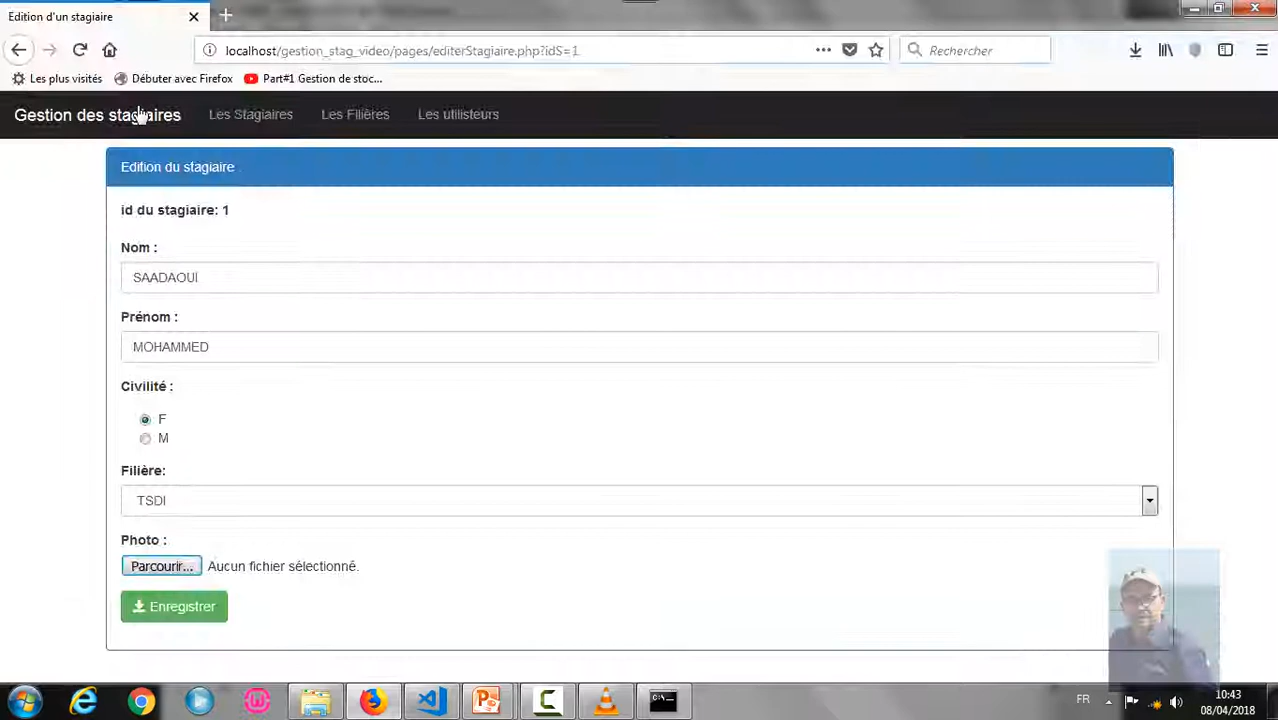 Edition d'un stagiaire
localhost/gestion_stag_video/pages/editerStagiaire.php?idS=1
Rechercher
Les plus visités
Débuter avec Firefox
Part#1 Gestion de stoc...
Gestion des stagiaires
Les Stagiaires
Les Filières
Les utilisteurs
Edition du stagiaire
id du stagiaire: 1
Nom :
SAADAOUI
Prénom :
MOHAMMED
Civilité :
F
M
Filière:
TSDI
Photo :
Parcourir... Aucun fichier sélectionné.
Enregistrer
FR
10:43
08/04/2018